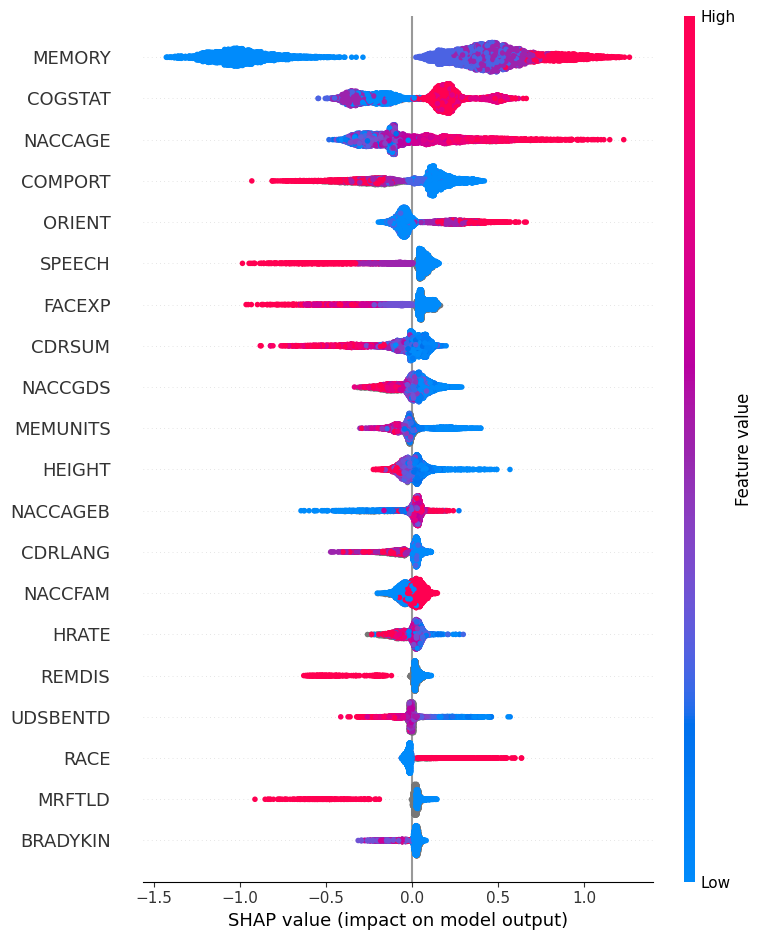 High
MEMORY
COGSTAT
NACCAGE
COMPORT
ORIENT
SPEECH
FACEXP
CDRSUM
NACCGDS
MEMUNITS
HEIGHT
NACCAGEB
CDRLANG
NACCFAM
HRATE
REMDIS
UDSBENTD
RACE
MRFTLD
BRADYKIN
Feature value
Low
−1.5 −1.0 −0.5 0.0 0.5 1.0
SHAP value (impact on model output)